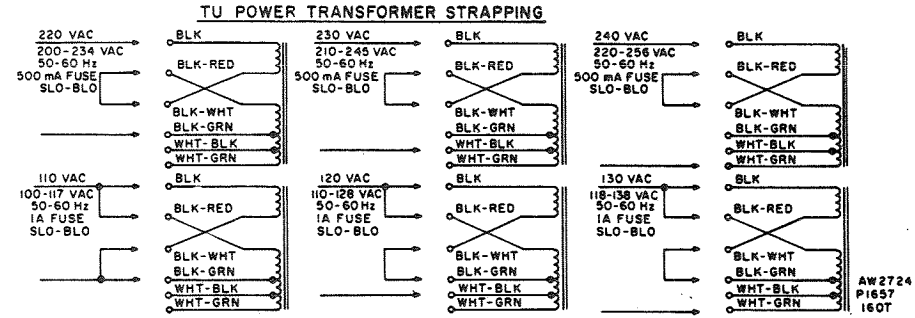 TU POWER TRANSFORMER STRAPPING
220 VAC
200-234 VAC
50-60 Hz
500 mA FUSE
SLO-BLO
BLK
BLK-RED
BLK-WHT
BLK-GRN
WHT-BLK
WHT-GRN
230 VAC
210-245 VAC
50-60 Hz
500 mA FUSE
SLO-BLO
BLK
BLK-RED
BLK-WHT
BLK-GRN
WHT-BLK
WHT-GRN
240 VAC
220-256 VAC
50-60 Hz
500 mA FUSE
SLO-BLO
BLK
BLK-RED
BLK-WHT
BLK-GRN
WHT-BLK
WHT-GRN
110 VAC
100-117 VAC
50-60 Hz
1A FUSE
SLO-BLO
BLK
BLK-RED
BLK-WHT
BLK-GRN
WHT-BLK
WHT-GRN
120 VAC
110-128 VAC
50-60 Hz
1A FUSE
SLO-BLO
BLK
BLK-RED
BLK-WHT
BLK-GRN
WHT-BLK
WHT-GRN
130 VAC
118-138 VAC
50-60 Hz
1A FUSE
SLO-BLO
BLK
BLK-RED
BLK-WHT
BLK-GRN
WHT-BLK
WHT-GRN
AW2724
P1657
160T